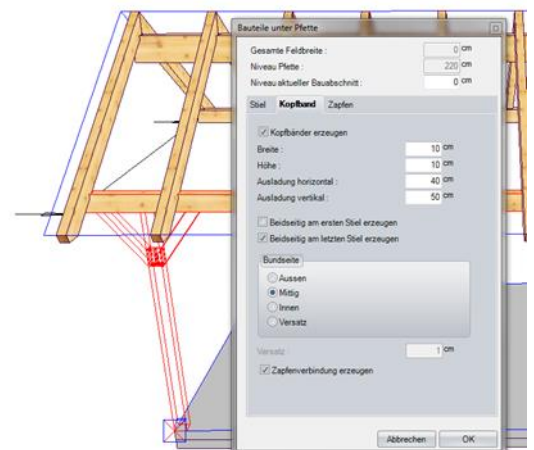 Bauteile unter Pfette
Gesamte Feldbreite : 0 cm
Niveau Pfette : 220 cm
Niveau aktueller Bauabschnitt : 0 cm
Stiel Kopfband Zapfen
Kopfbänder erzeugen
Breite : 10 cm
Höhe : 10 cm
Ausladung horizontal : 40 cm
Ausladung vertikal : 50 cm
Beidseitig am ersten Stiel erzeugen
Beidseitig am letzten Stiel erzeugen
Bundseite
Aussen
Mittig
Innen
Versatz
Versatz : 1 cm
Zapfenverbindung erzeugen
Abbrechen OK